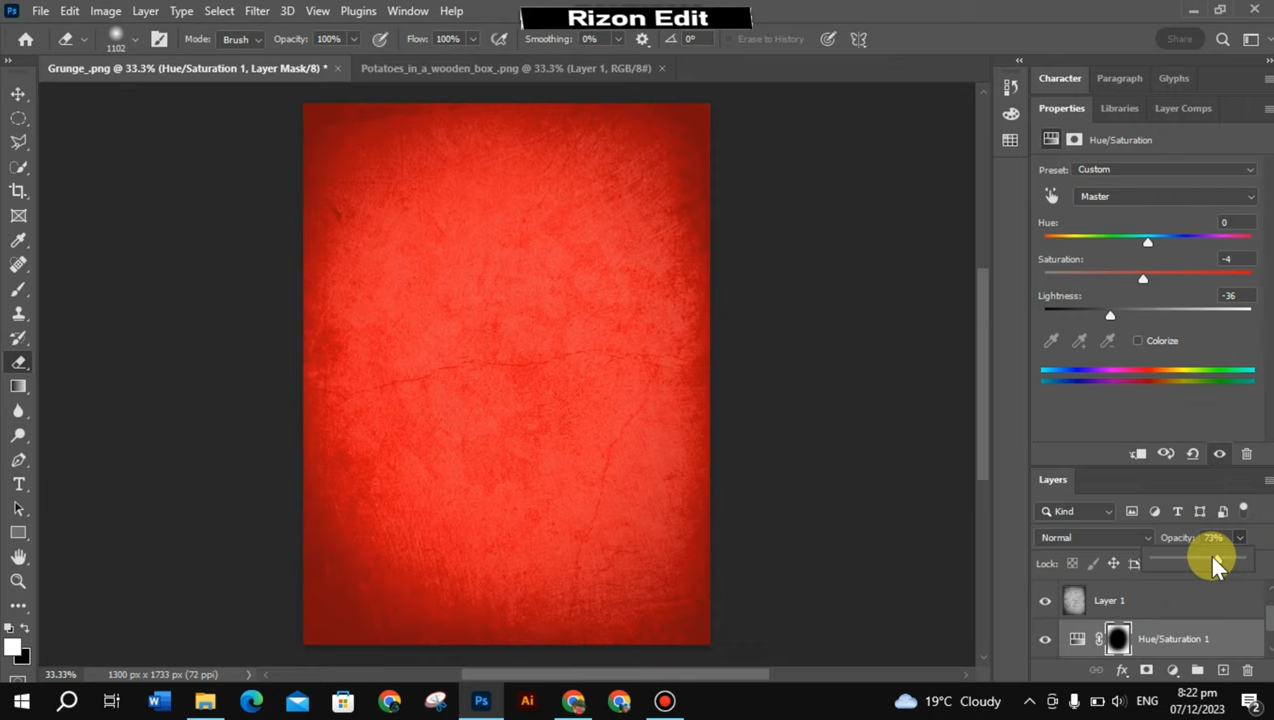 Ps File Edit Image Layer Type Select Filter 3D View Plugins Window Help
Rizon Edit
1102 Mode: Brush Opacity: 100% Flow: 100% Smoothing: 0% 0° Erase to History Share
Grunge_.png @ 33.3% (Hue/Saturation 1, Layer Mask/8) * × Potatoes_in_a_wooden_box_.png @ 33.3% (Layer 1, RGB/8#) ×
Character Paragraph Glyphs
Properties Libraries Layer Comps
Hue/Saturation
Preset: Custom
Master
Hue: 0
Saturation: -4
Lightness: -36
Colorize
Layers
Kind
Normal Opacity: 73%
Lock:
Layer 1
Hue/Saturation 1
33.33% 1300 px x 1733 px (72 ppi)
W Ps Ai 19°C Cloudy ENG 8:22 pm
07/12/2023 2